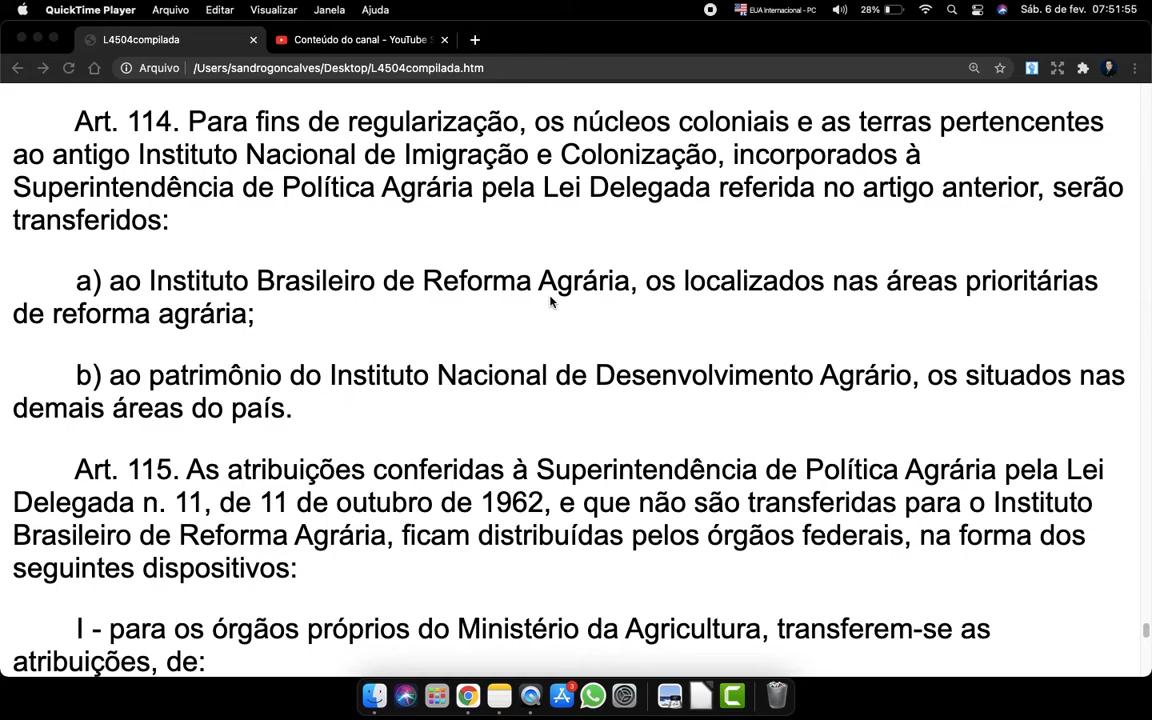 QuickTime Player Arquivo Editar Visualizar Janela Ajuda EUA Internacional - PC 28% Sáb. 6 de fev. 07:51:55
L4504compilada Conteúdo do canal - YouTube
Arquivo /Users/sandrogoncalves/Desktop/L4504compilada.htm
Art. 114. Para fins de regularização, os núcleos coloniais e as terras pertencentes
ao antigo Instituto Nacional de Imigração e Colonização, incorporados à
Superintendência de Política Agrária pela Lei Delegada referida no artigo anterior, serão
transferidos:
a) ao Instituto Brasileiro de Reforma Agrária, os localizados nas áreas prioritárias
de reforma agrária;
b) ao patrimônio do Instituto Nacional de Desenvolvimento Agrário, os situados nas
demais áreas do país.
Art. 115. As atribuições conferidas à Superintendência de Política Agrária pela Lei
Delegada n. 11, de 11 de outubro de 1962, e que não são transferidas para o Instituto
Brasileiro de Reforma Agrária, ficam distribuídas pelos órgãos federais, na forma dos
seguintes dispositivos:
I - para os órgãos próprios do Ministério da Agricultura, transferem-se as
atribuições, de:
3